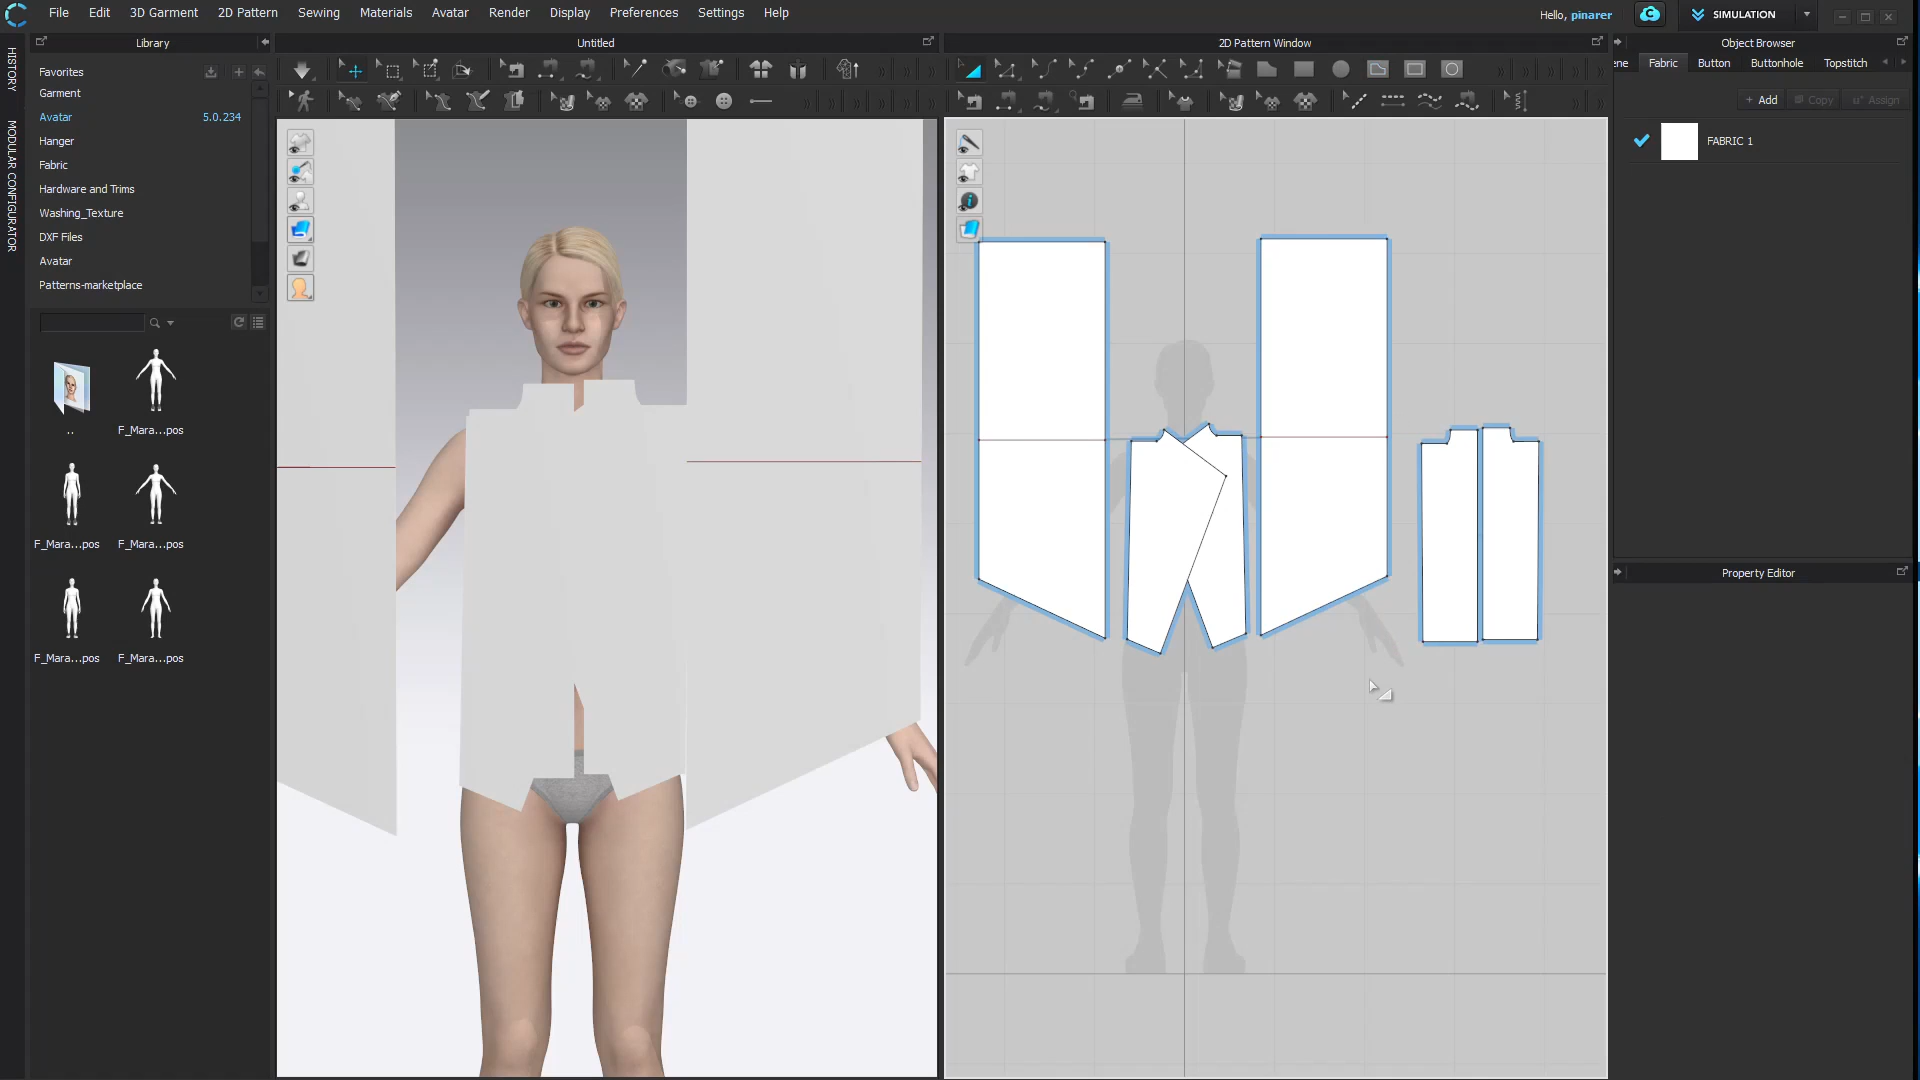 File Edit 3D Garment 2D Pattern Sewing Materials Avatar Render Display Preferences Settings Help
Hello, pinarer
SIMULATION
HISTORY
MODULAR CONFIGURATOR
Library
Untitled
2D Pattern Window
Object Browser
Favorites
Garment
Avatar 5.0.234
Hanger
Fabric
Hardware and Trims
Washing_Texture
DXF Files
Avatar
Patterns-marketplace
..
F_Mara...pos
F_Mara...pos
F_Mara...pos
F_Mara...pos
F_Mara...pos
ene Fabric Button Buttonhole Topstitch
+ Add Copy Assign
FABRIC 1
Property Editor